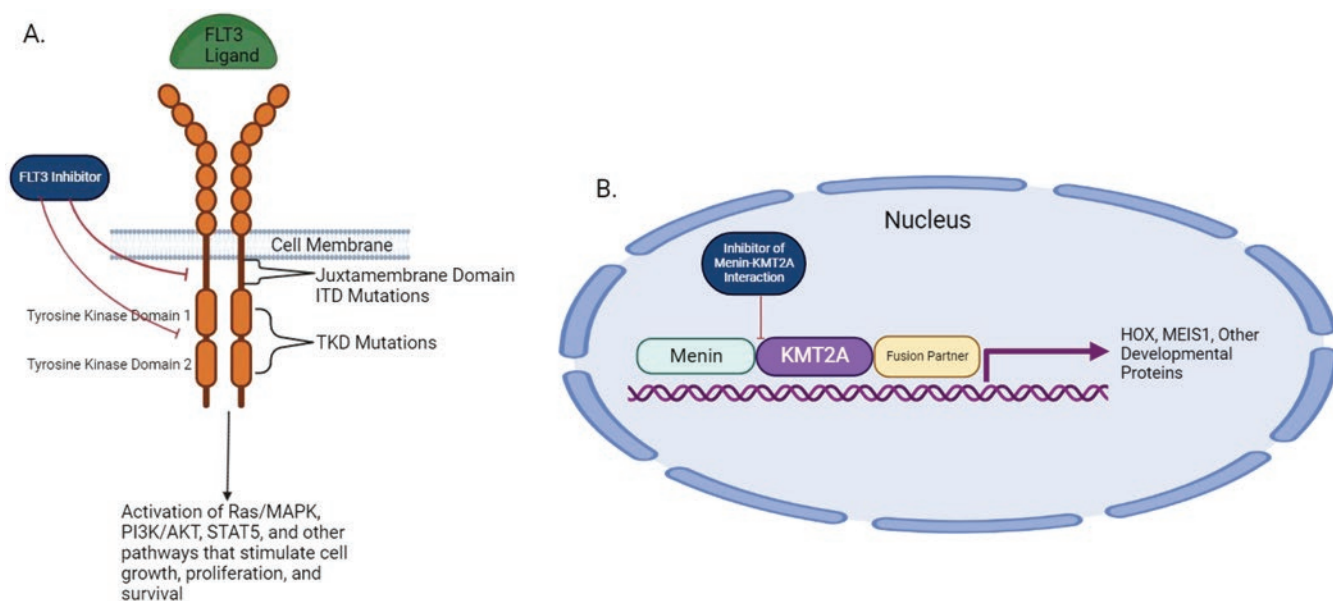 A.
FLT3
Ligand
FLT3 Inhibitor
Cell Membrane
Juxtamembrane Domain
ITD Mutations
Tyrosine Kinase Domain 1
TKD Mutations
Tyrosine Kinase Domain 2
Activation of Ras/MAPK,
PI3K/AKT, STAT5, and other
pathways that stimulate cell
growth, proliferation, and
survival
B.
Nucleus
Inhibitor of
Menin-KMT2A
Interaction
Menin
KMT2A
Fusion Partner
HOX, MEIS1, Other
Developmental
Proteins